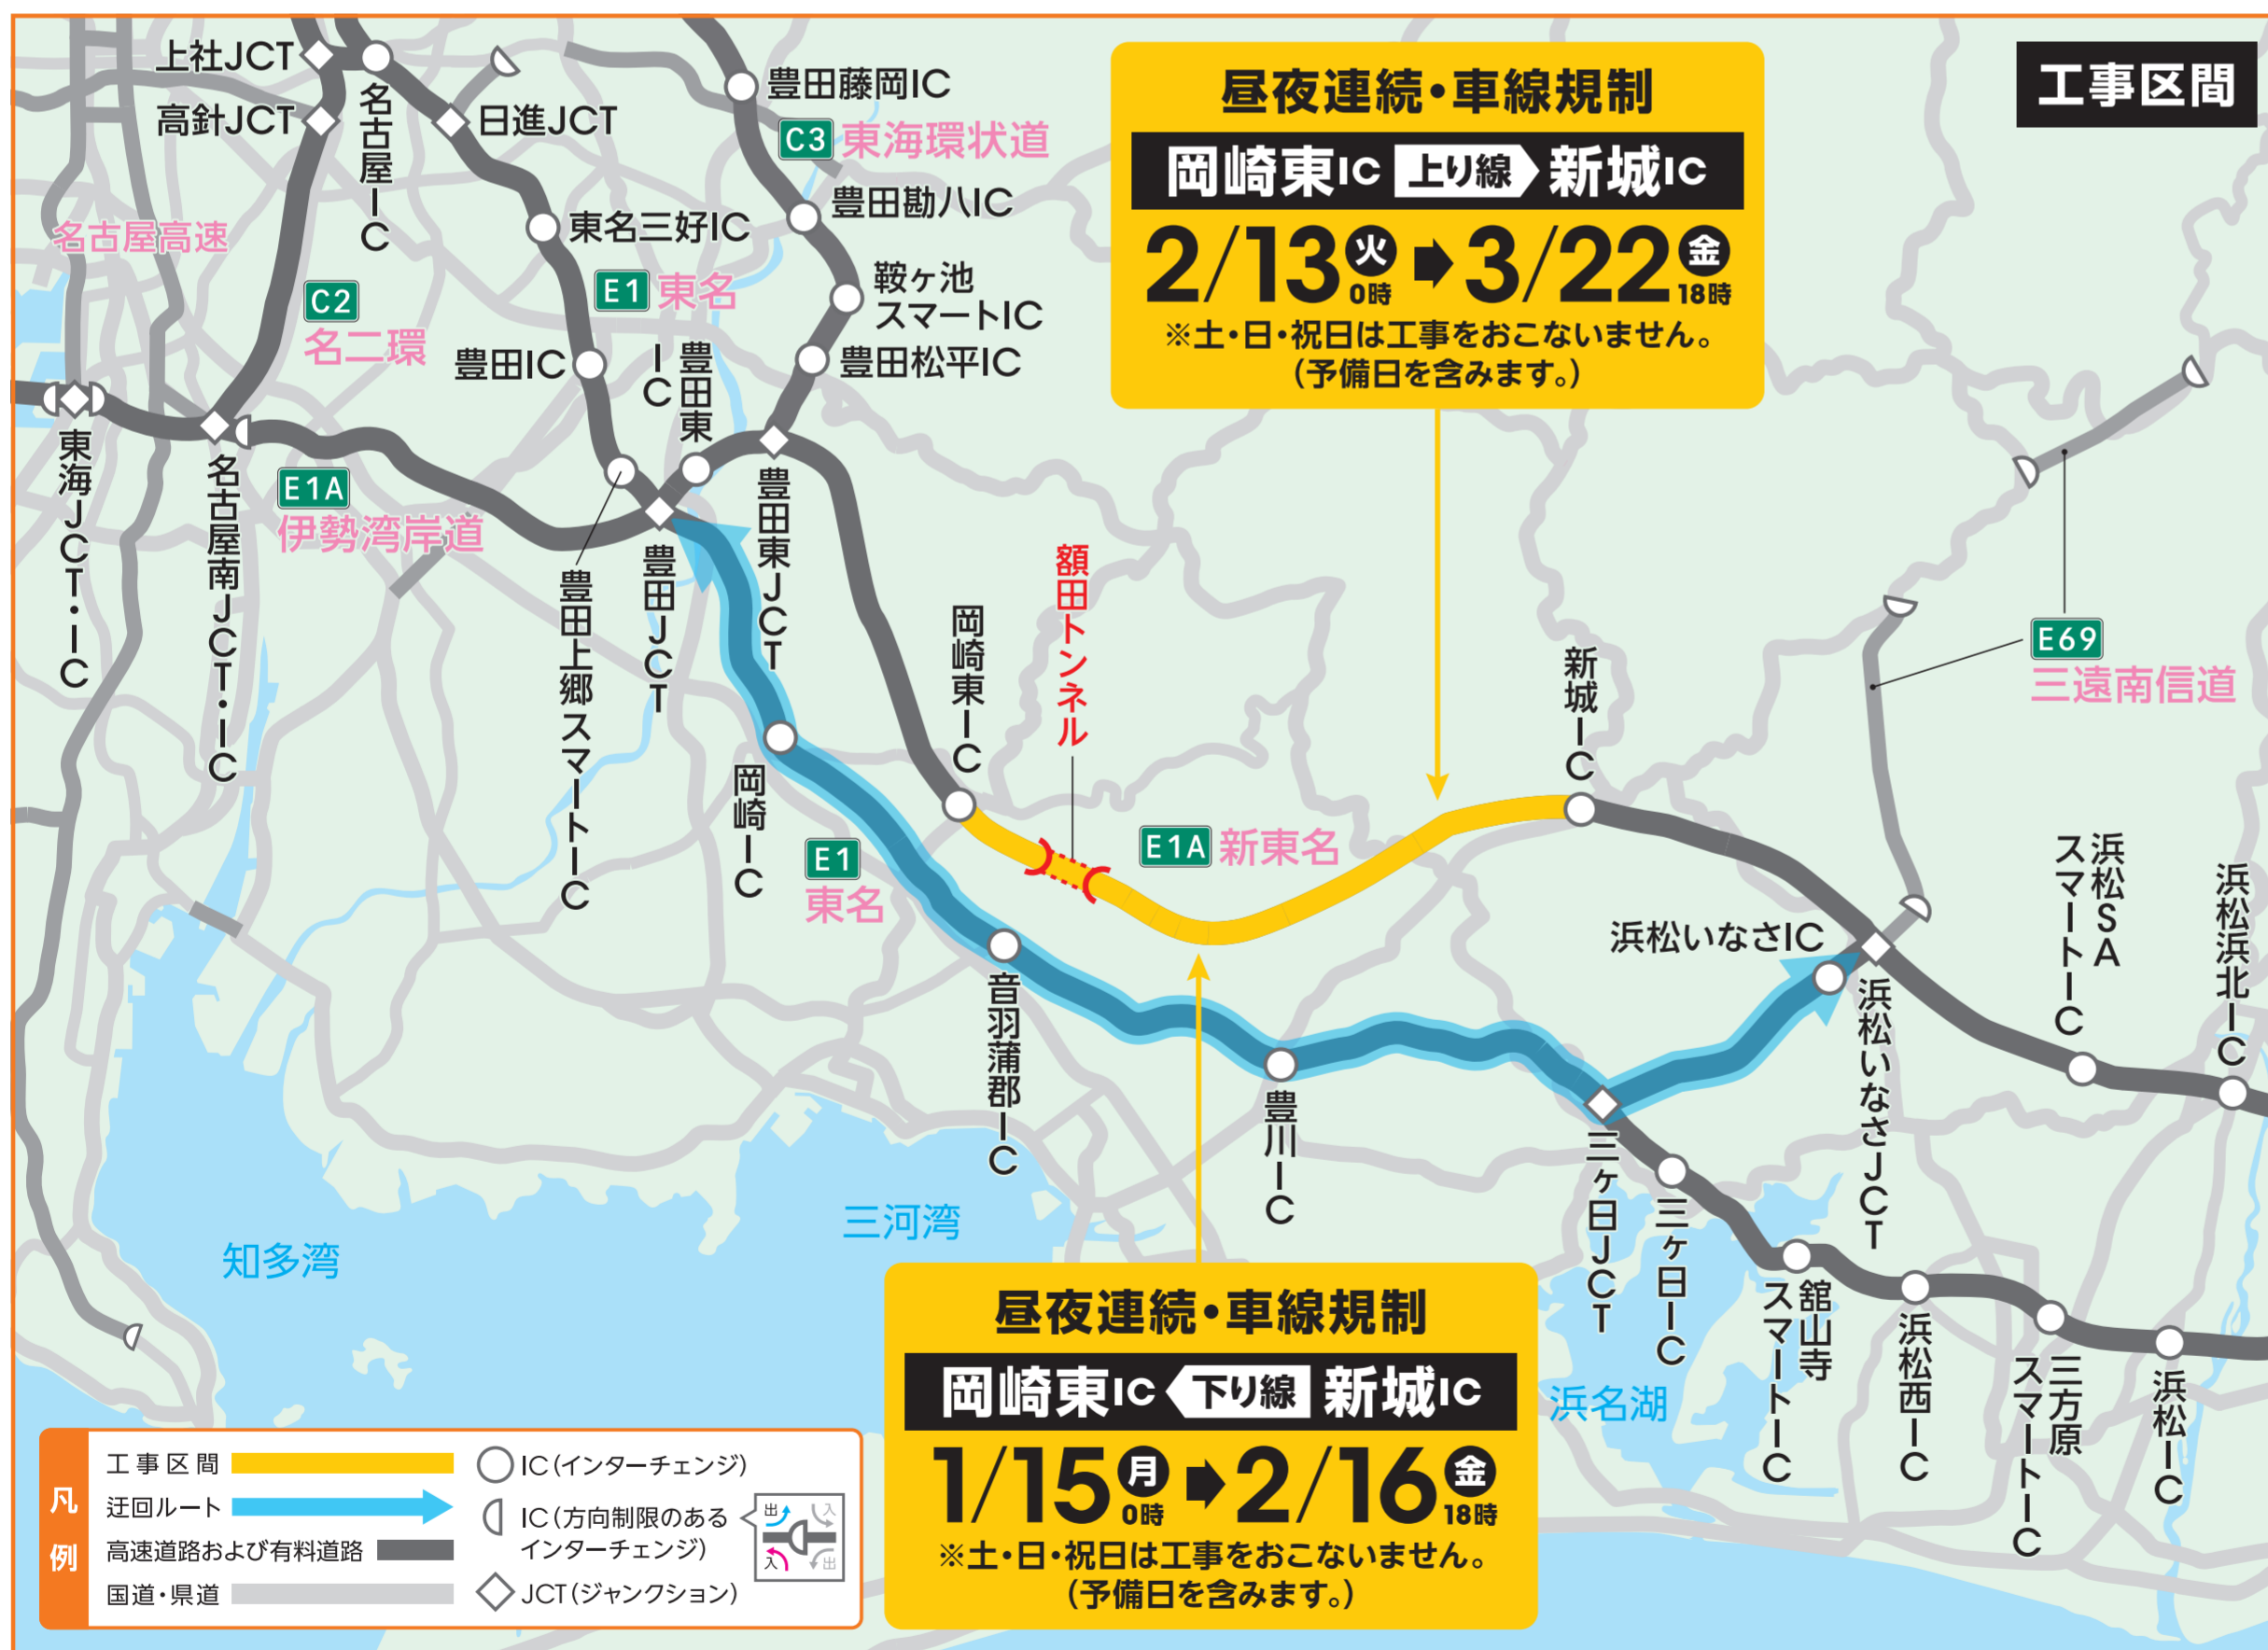 上社JCT
高針JCT
名古屋IC
日進JCT
豊田藤岡IC
C3 東海環状道
豊田勘八IC
名古屋高速
東名三好IC
鞍ヶ池
スマートIC
C2
名二環
E1 東名
豊田IC
豊田東IC
豊田松平IC
工事区間
昼夜連続・車線規制
岡崎東IC 上り線 新城IC
2/13火0時 3/22金18時
※土・日・祝日は工事をおこないません。
(予備日を含みます。)
東海JCT・IC
名古屋南JCT・IC
E1A
伊勢湾岸道
豊田上郷スマートIC
豊田JCT
豊田東JCT
岡崎東IC
額田トンネル
新城IC
E69
三遠南信道
岡崎IC
E1
東名
E1A 新東名
浜松いなさIC
浜松SA
スマートIC
浜松浜北IC
音羽蒲郡IC
豊川IC
三ヶ日JCT
三ヶ日IC
浜松いなさJCT
舘山寺
スマートIC
浜松西IC
三方原
スマートIC
浜松IC
知多湾
三河湾
浜名湖
昼夜連続・車線規制
岡崎東IC 下り線 新城IC
1/15月0時 2/16金18時
※土・日・祝日は工事をおこないません。
(予備日を含みます。)
凡例
工事区間
迂回ルート
高速道路および有料道路
国道・県道
IC(インターチェンジ)
IC(方向制限のある
インターチェンジ)
出 入
入 出
JCT(ジャンクション)